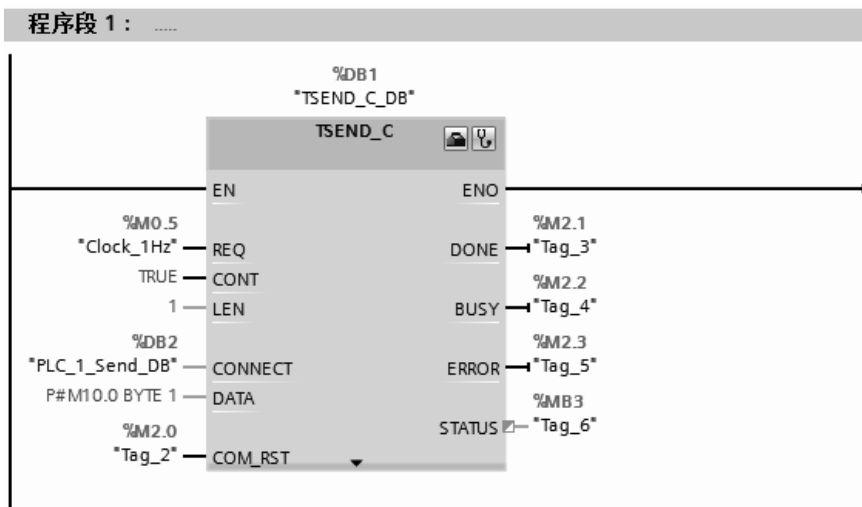 程序段 1： .....
%DB1
"TSEND_C_DB"
TSEND_C
EN
ENO
%M0.5
"Clock_1Hz"
REQ
%M2.1
DONE
"Tag_3"
TRUE
CONT
%M2.2
1
LEN
BUSY
"Tag_4"
%DB2
%M2.3
"PLC_1_Send_DB"
CONNECT
ERROR
"Tag_5"
P#M10.0 BYTE 1
DATA
%MB3
%M2.0
STATUS
"Tag_6"
"Tag_2"
COM_RST